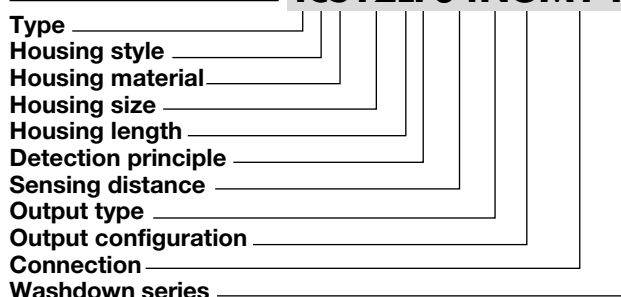 Type
Housing style
Housing material
Housing size
Housing length
Detection principle
Sensing distance
Output type
Output configuration
Connection
Washdown series